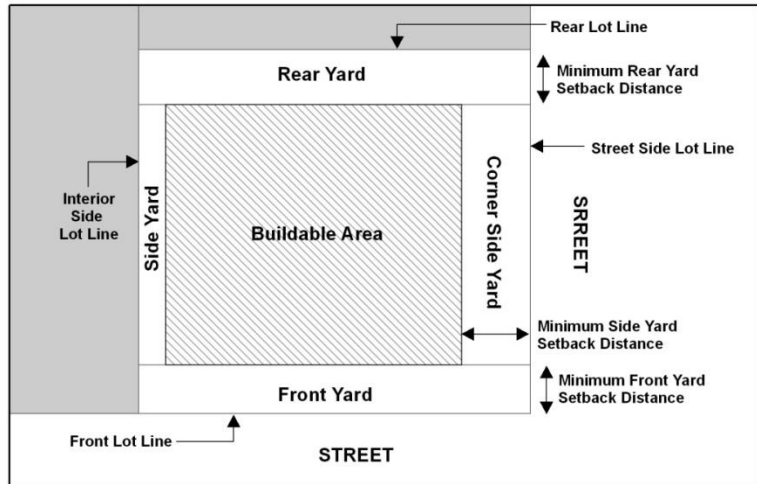 Rear Lot Line
Rear Yard
Minimum Rear Yard
Setback Distance
Street Side Lot Line
Interior
Side
Lot Line
Side Yard
Buildable Area
Corner Side Yard
SRREET
Minimum Side Yard
Setback Distance
Front Yard
Minimum Front Yard
Setback Distance
Front Lot Line
STREET